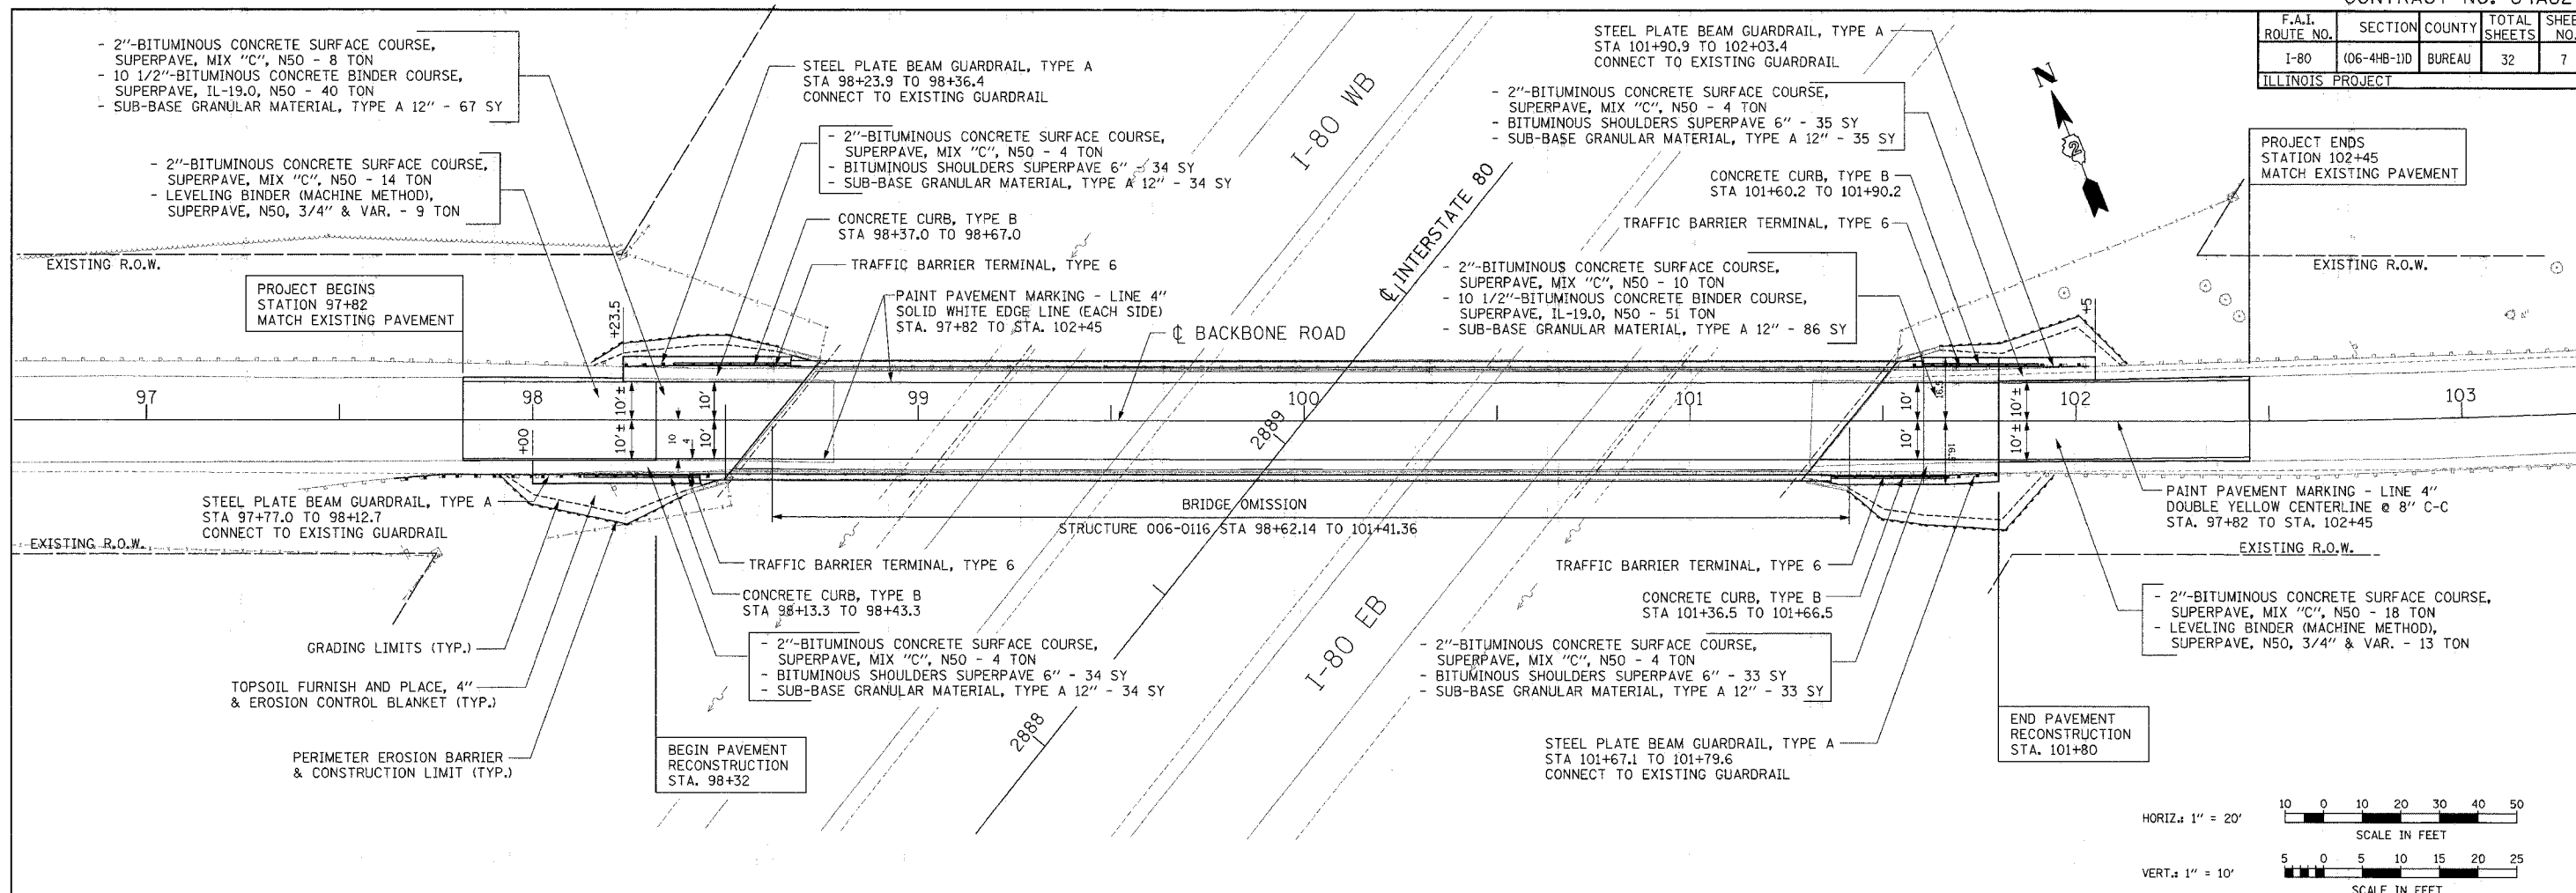 F.A.I. ROUTE NO. SECTION COUNTY TOTAL SHEETS
I-80 (06-4HB-1)D BUREAU 32 7
ILLINOIS PROJECT
- 2"-BITUMINOUS CONCRETE SURFACE COURSE,
SUPERPAVE, MIX "C", N50 - 8 TON
- 10 1/2"-BITUMINOUS CONCRETE BINDER COURSE,
SUPERPAVE, IL-19.0, N50 - 40 TON
- SUB-BASE GRANULAR MATERIAL, TYPE A 12" - 67 SY
- 2"-BITUMINOUS CONCRETE SURFACE COURSE,
SUPERPAVE, MIX "C", N50 - 14 TON
- LEVELING BINDER (MACHINE METHOD),
SUPERPAVE, N50, 3/4" & VAR. - 9 TON
STEEL PLATE BEAM GUARDRAIL, TYPE A
STA 98+23.9 TO 98+36.4
CONNECT TO EXISTING GUARDRAIL
- 2"-BITUMINOUS CONCRETE SURFACE COURSE,
SUPERPAVE, MIX "C", N50 - 4 TON
- BITUMINOUS SHOULDERS SUPERPAVE 6" - 34 SY
- SUB-BASE GRANULAR MATERIAL, TYPE A 12" - 34 SY
CONCRETE CURB, TYPE B
STA 98+37.0 TO 98+67.0
TRAFFIC BARRIER TERMINAL, TYPE 6
PAINT PAVEMENT MARKING - LINE 4"
SOLID WHITE EDGE LINE (EACH SIDE)
STA. 97+82 TO STA. 102+45
℄ BACKBONE ROAD
I-80 WB
℄ INTERSTATE 80
STEEL PLATE BEAM GUARDRAIL, TYPE A
STA 101+90.9 TO 102+03.4
CONNECT TO EXISTING GUARDRAIL
- 2"-BITUMINOUS CONCRETE SURFACE COURSE,
SUPERPAVE, MIX "C", N50 - 4 TON
- BITUMINOUS SHOULDERS SUPERPAVE 6" - 35 SY
- SUB-BASE GRANULAR MATERIAL, TYPE A 12" - 35 SY
CONCRETE CURB, TYPE B
STA 101+60.2 TO 101+90.2
TRAFFIC BARRIER TERMINAL, TYPE 6
- 2"-BITUMINOUS CONCRETE SURFACE COURSE,
SUPERPAVE, MIX "C", N50 - 10 TON
- 10 1/2"-BITUMINOUS CONCRETE BINDER COURSE,
SUPERPAVE, IL-19.0, N50 - 51 TON
- SUB-BASE GRANULAR MATERIAL, TYPE A 12" - 86 SY
N
PROJECT ENDS
STATION 102+45
MATCH EXISTING PAVEMENT
EXISTING R.O.W.
EXISTING R.O.W.
PROJECT BEGINS
STATION 97+82
MATCH EXISTING PAVEMENT
+23.5
+5
97 98 99 100 101 102 103
10'± 10' 10' 16.5 10'±
10'± 10 4 10' 10' 16.5 10'±
+00
2889
2888
BRIDGE OMISSION
STRUCTURE 006-0116 STA 98+62.14 TO 101+41.36
STEEL PLATE BEAM GUARDRAIL, TYPE A
STA 97+77.0 TO 98+12.7
CONNECT TO EXISTING GUARDRAIL
EXISTING R.O.W.
GRADING LIMITS (TYP.)
TOPSOIL FURNISH AND PLACE, 4"
& EROSION CONTROL BLANKET (TYP.)
PERIMETER EROSION BARRIER
& CONSTRUCTION LIMIT (TYP.)
BEGIN PAVEMENT
RECONSTRUCTION
STA. 98+32
TRAFFIC BARRIER TERMINAL, TYPE 6
CONCRETE CURB, TYPE B
STA 98+13.3 TO 98+43.3
- 2"-BITUMINOUS CONCRETE SURFACE COURSE,
SUPERPAVE, MIX "C", N50 - 4 TON
- BITUMINOUS SHOULDERS SUPERPAVE 6" - 34 SY
- SUB-BASE GRANULAR MATERIAL, TYPE A 12" - 34 SY
I-80 EB
TRAFFIC BARRIER TERMINAL, TYPE 6
CONCRETE CURB, TYPE B
STA 101+36.5 TO 101+66.5
- 2"-BITUMINOUS CONCRETE SURFACE COURSE,
SUPERPAVE, MIX "C", N50 - 4 TON
- BITUMINOUS SHOULDERS SUPERPAVE 6" - 33 SY
- SUB-BASE GRANULAR MATERIAL, TYPE A 12" - 33 SY
STEEL PLATE BEAM GUARDRAIL, TYPE A
STA 101+67.1 TO 101+79.6
CONNECT TO EXISTING GUARDRAIL
PAINT PAVEMENT MARKING - LINE 4"
DOUBLE YELLOW CENTERLINE @ 8" C-C
STA. 97+82 TO STA. 102+45
EXISTING R.O.W.
- 2"-BITUMINOUS CONCRETE SURFACE COURSE,
SUPERPAVE, MIX "C", N50 - 18 TON
- LEVELING BINDER (MACHINE METHOD),
SUPERPAVE, N50, 3/4" & VAR. - 13 TON
END PAVEMENT
RECONSTRUCTION
STA. 101+80
HORIZ.: 1" = 20'
10 0 10 20 30 40 50
SCALE IN FEET
VERT.: 1" = 10'
5 0 5 10 15 20 25
SCALE IN FEET